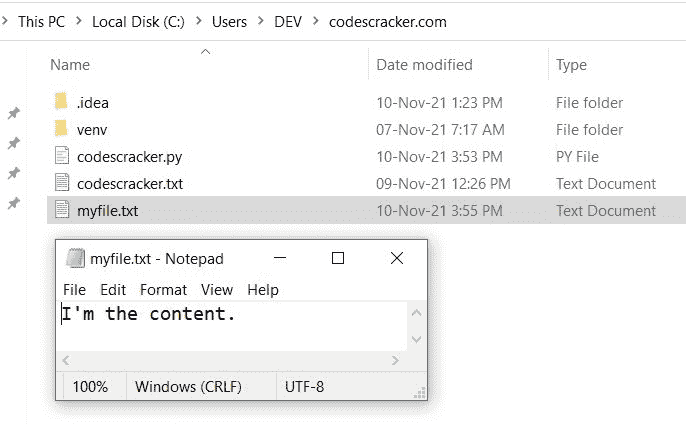 This PC > Local Disk (C:) > Users > DEV > codescracker.com
Name Date modified Type
.idea 10-Nov-21 1:23 PM File folder
venv 07-Nov-21 7:17 AM File folder
codescracker.py 10-Nov-21 3:53 PM PY File
codescracker.txt 09-Nov-21 12:26 PM Text Document
myfile.txt 10-Nov-21 3:55 PM Text Document
myfile.txt - Notepad
File Edit Format View Help
I'm the content.
100% Windows (CRLF) UTF-8